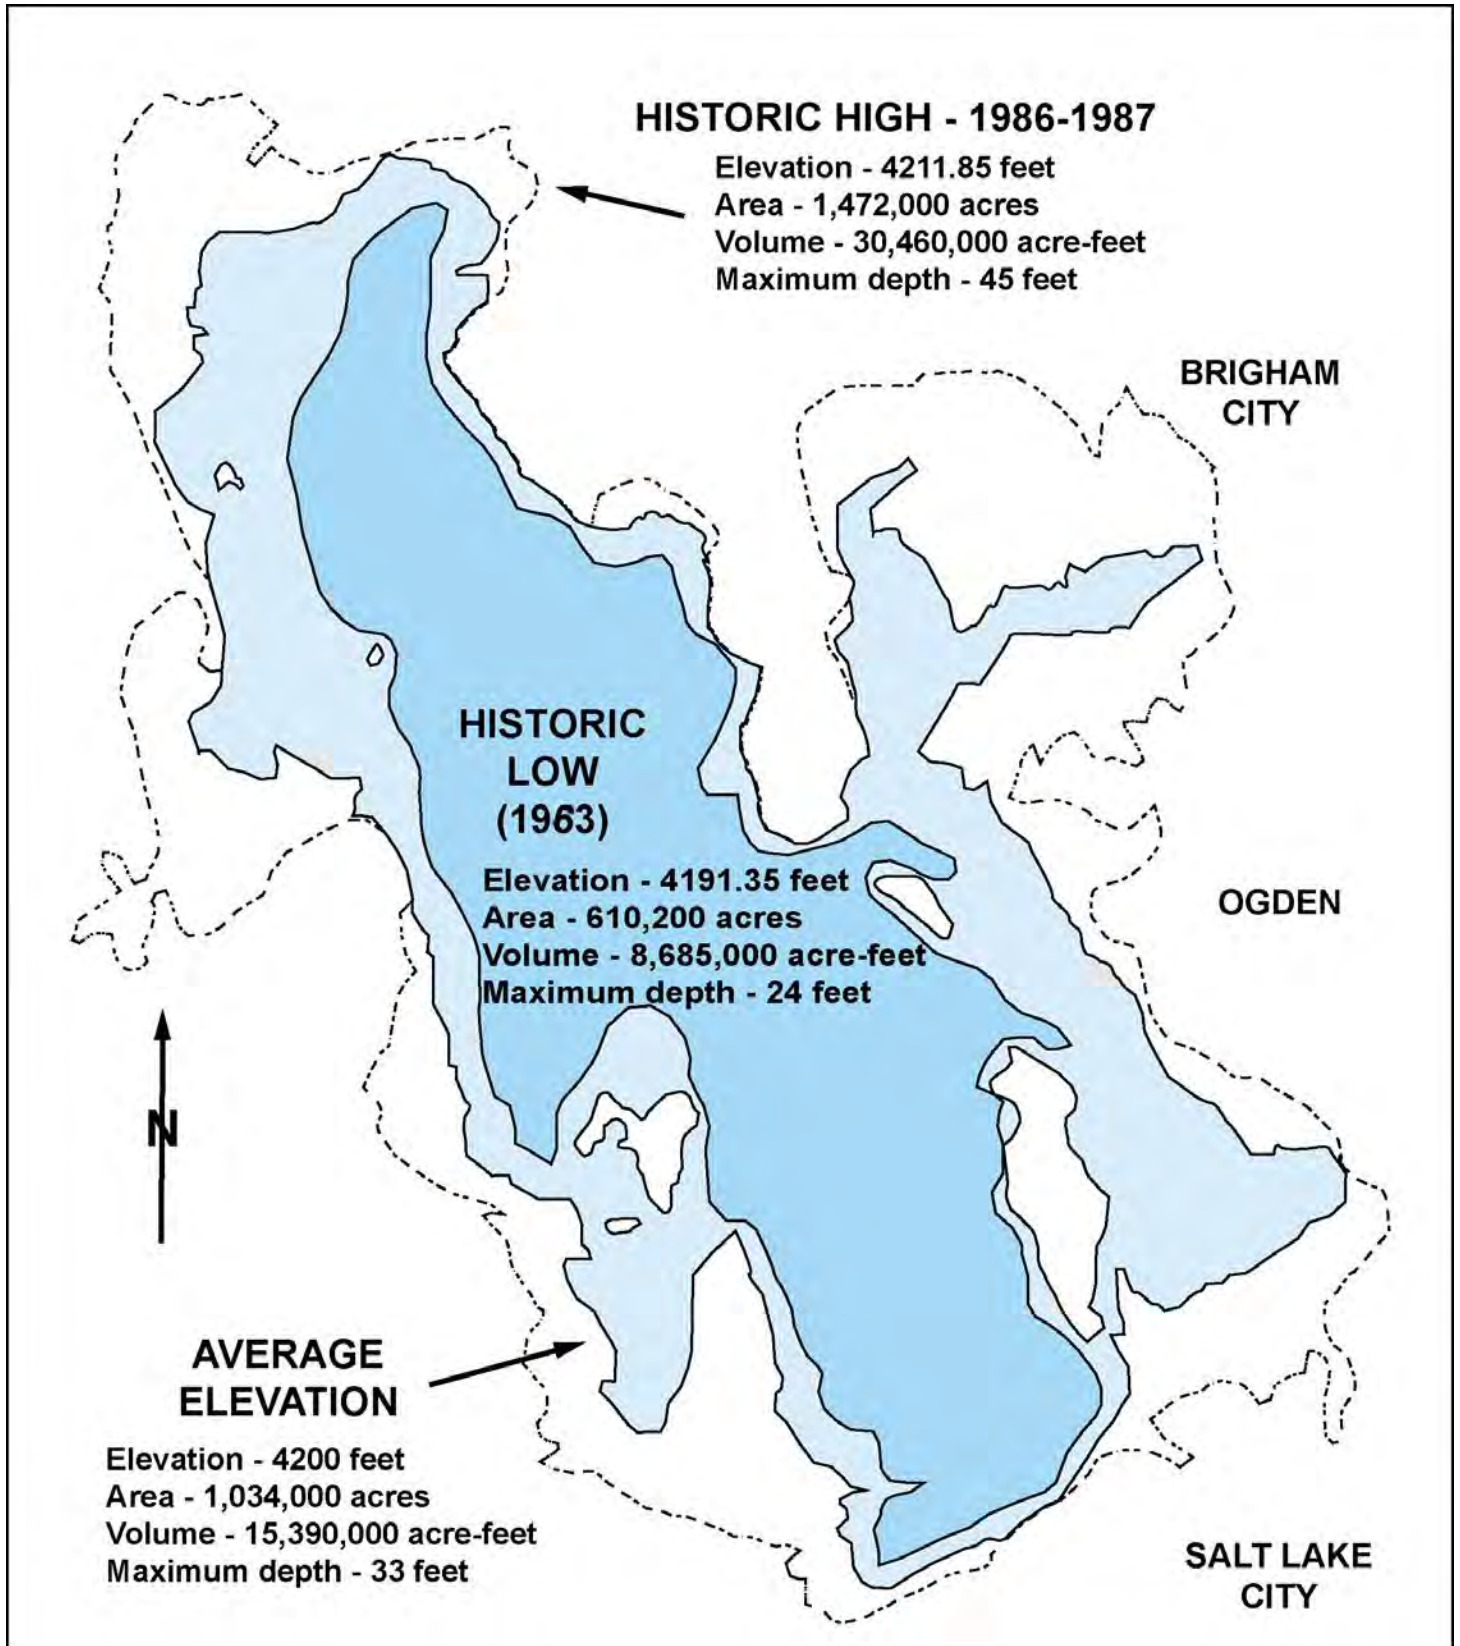 HISTORIC HIGH - 1986-1987
Elevation - 4211.85 feet
Area - 1,472,000 acres
Volume - 30,460,000 acre-feet
Maximum depth - 45 feet
BRIGHAM
CITY
HISTORIC
LOW
(1963)
Elevation - 4191.35 feet
Area - 610,200 acres
Volume - 8,685,000 acre-feet
Maximum depth - 24 feet
OGDEN
N
AVERAGE
ELEVATION
Elevation - 4200 feet
Area - 1,034,000 acres
Volume - 15,390,000 acre-feet
Maximum depth - 33 feet
SALT LAKE
CITY